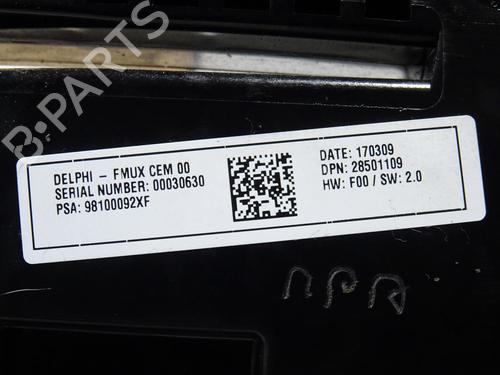 B-PARTS
DELPHI - FMUX CEM 00
SERIAL NUMBER: 00030630
PSA: 98100092XF
DATE: 170309
DPN: 28501109
HW: F00 / SW: 2.0